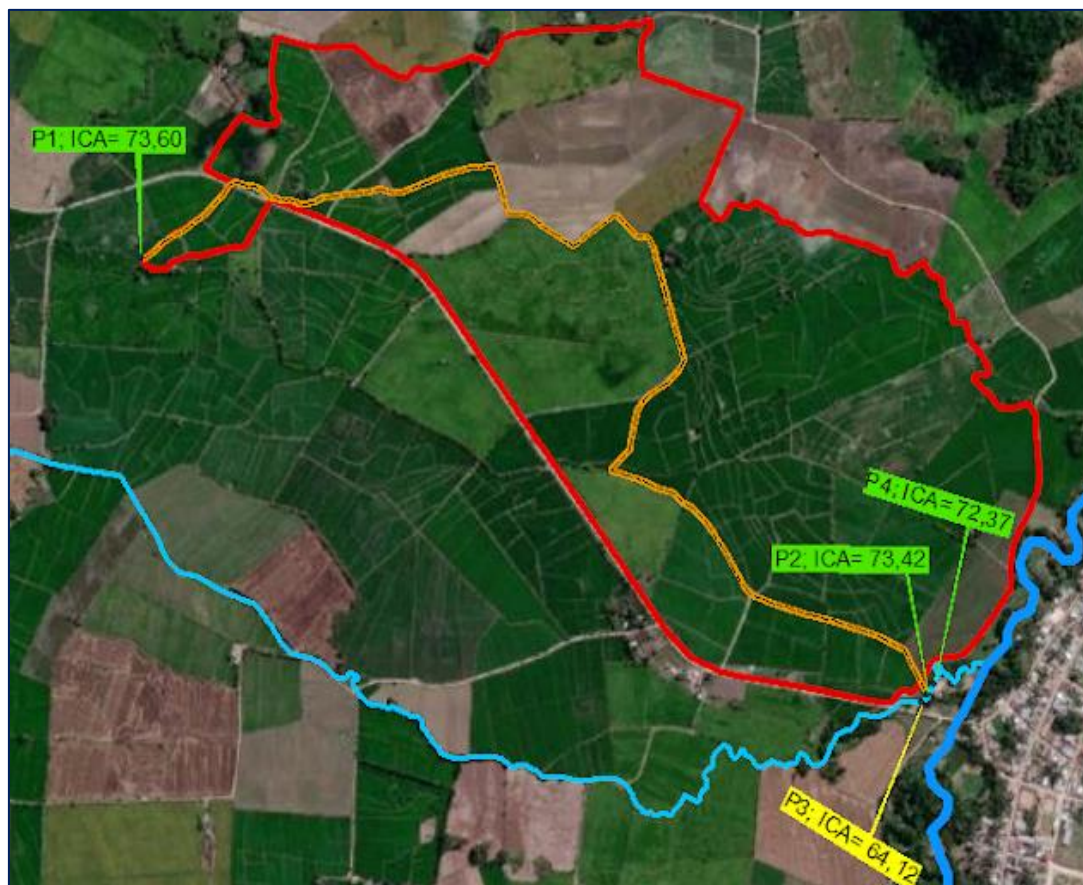 P1; ICA= 73,60
P4; ICA= 72,37
P2; ICA= 73,42
P3; ICA= 64, 12